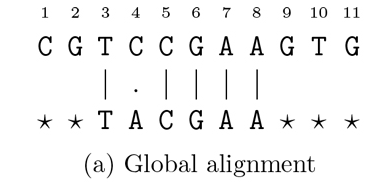 1 2 3 4 5 6 7 8 9 10 11
C G T C C G A A G T G
| . | | | |
⋆ ⋆ T A C G A A ⋆ ⋆ ⋆
(a) Global alignment